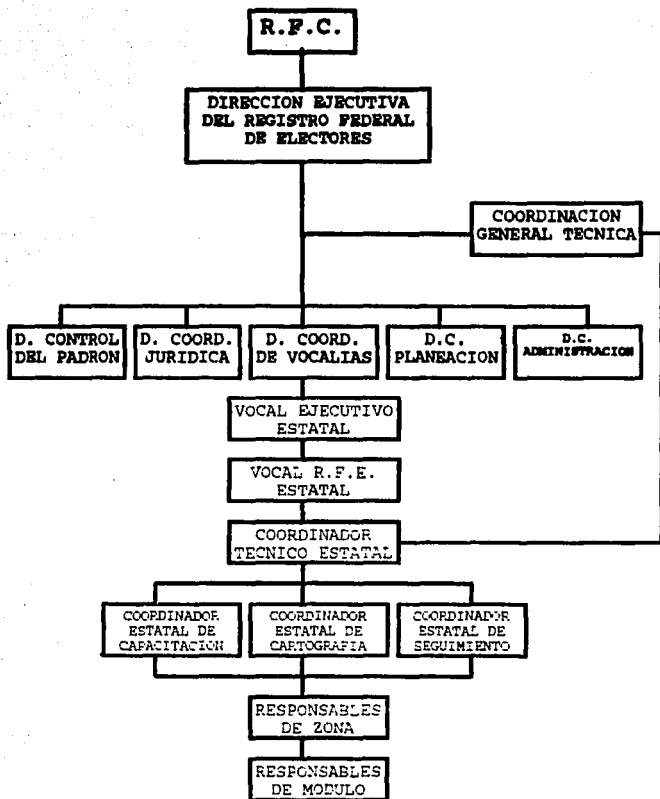 R.F.C.
DIRECCION EJECUTIVA
DEL REGISTRO FEDERAL
DE ELECTORES
COORDINACION
GENERAL TECNICA
D. CONTROL
DEL PADRON
D. COORD.
JURIDICA
D. COORD.
DE VOCALIAS
D.C.
PLANEACION
D.C.
ADMINISTRACION
VOCAL EJECUTIVO
ESTATAL
VOCAL R.F.E.
ESTATAL
COORDINADOR
TECNICO ESTATAL
COORDINADOR
ESTATAL DE
CAPACITACION
COORDINADOR
ESTATAL DE
CARTOGRAFIA
COORDINADOR
ESTATAL DE
SEGUIMIENTO
RESPONSABLES
DE ZONA
RESPONSABLES
DE MODULO